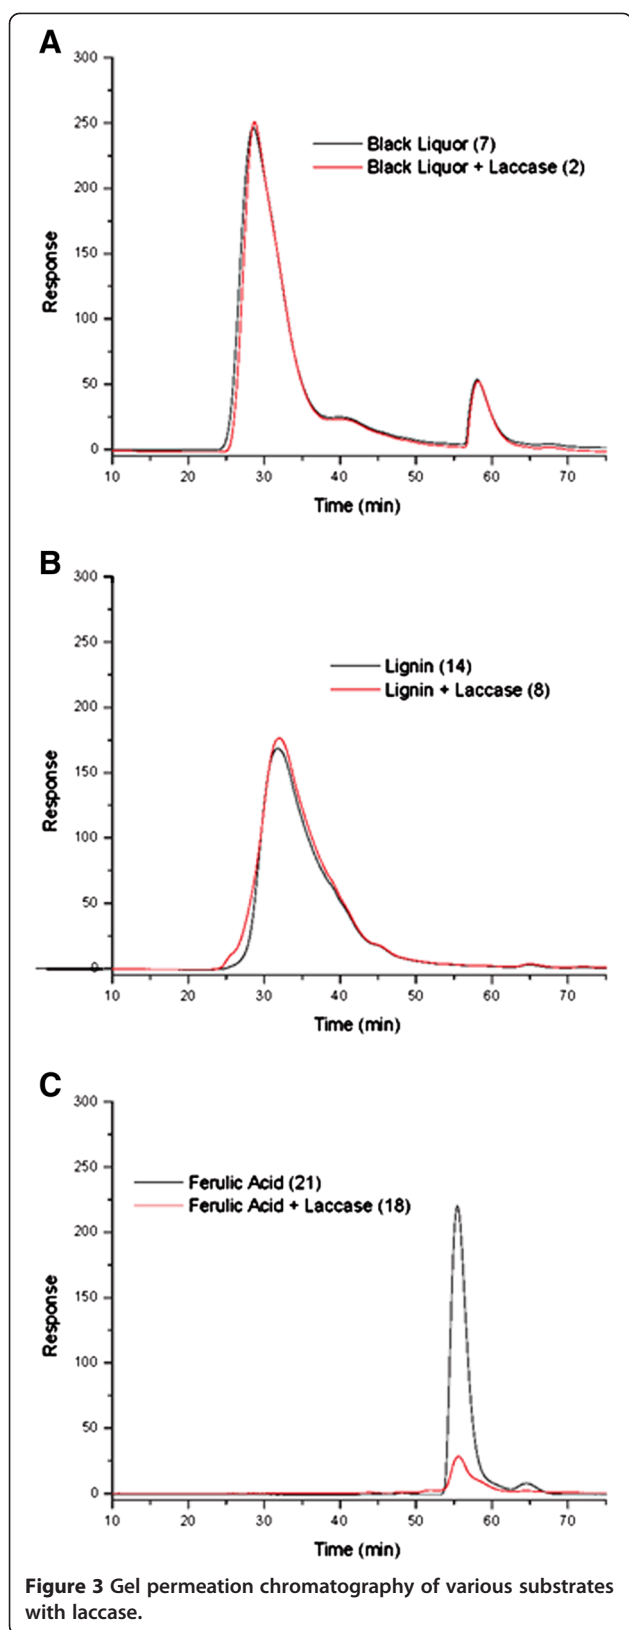 A
300
250
200
150
100
50
0
Response
Black Liquor (7)
Black Liquor + Laccase (2)
10 20 30 40 50 60 70
Time (min)
B
300
250
200
150
100
50
0
Response
Lignin (14)
Lignin + Laccase (8)
10 20 30 40 50 60 70
Time (min)
C
300
250
200
150
100
50
0
Response
Ferulic Acid (21)
Ferulic Acid + Laccase (18)
10 20 30 40 50 60 70
Time (min)
Figure 3 Gel permeation chromatography of various substrates
with laccase.